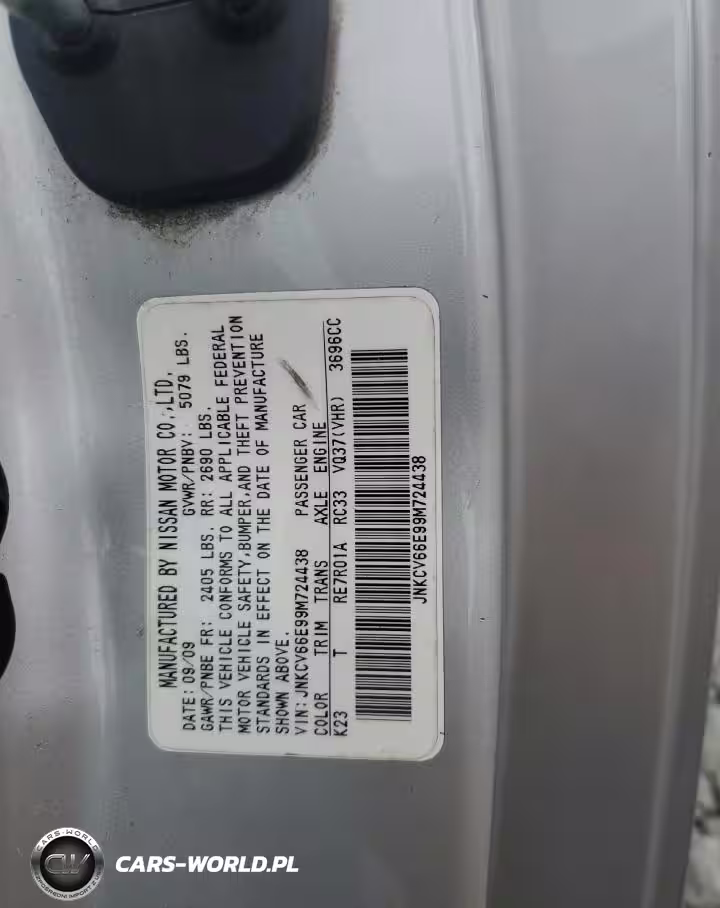 MANUFACTURED BY NISSAN MOTOR CO.,LTD.
DATE: 09/09 GVWR/PNBV: 5079 LBS.
GAWR/PNBE FR: 2405 LBS. RR: 2690 LBS.
THIS VEHICLE CONFORMS TO ALL APPLICABLE FEDERAL
MOTOR VEHICLE SAFETY,BUMPER,AND THEFT PREVENTION
STANDARDS IN EFFECT ON THE DATE OF MANUFACTURE
SHOWN ABOVE.
VIN:JNKCV66E99M724438 PASSENGER CAR
COLOR TRIM TRANS AXLE ENGINE
K23 T RE7R01A RC33 VQ37(VHR) 3696CC
JNKCV66E99M724438
CARS-WORLD
CW
CARS-WORLD.PL